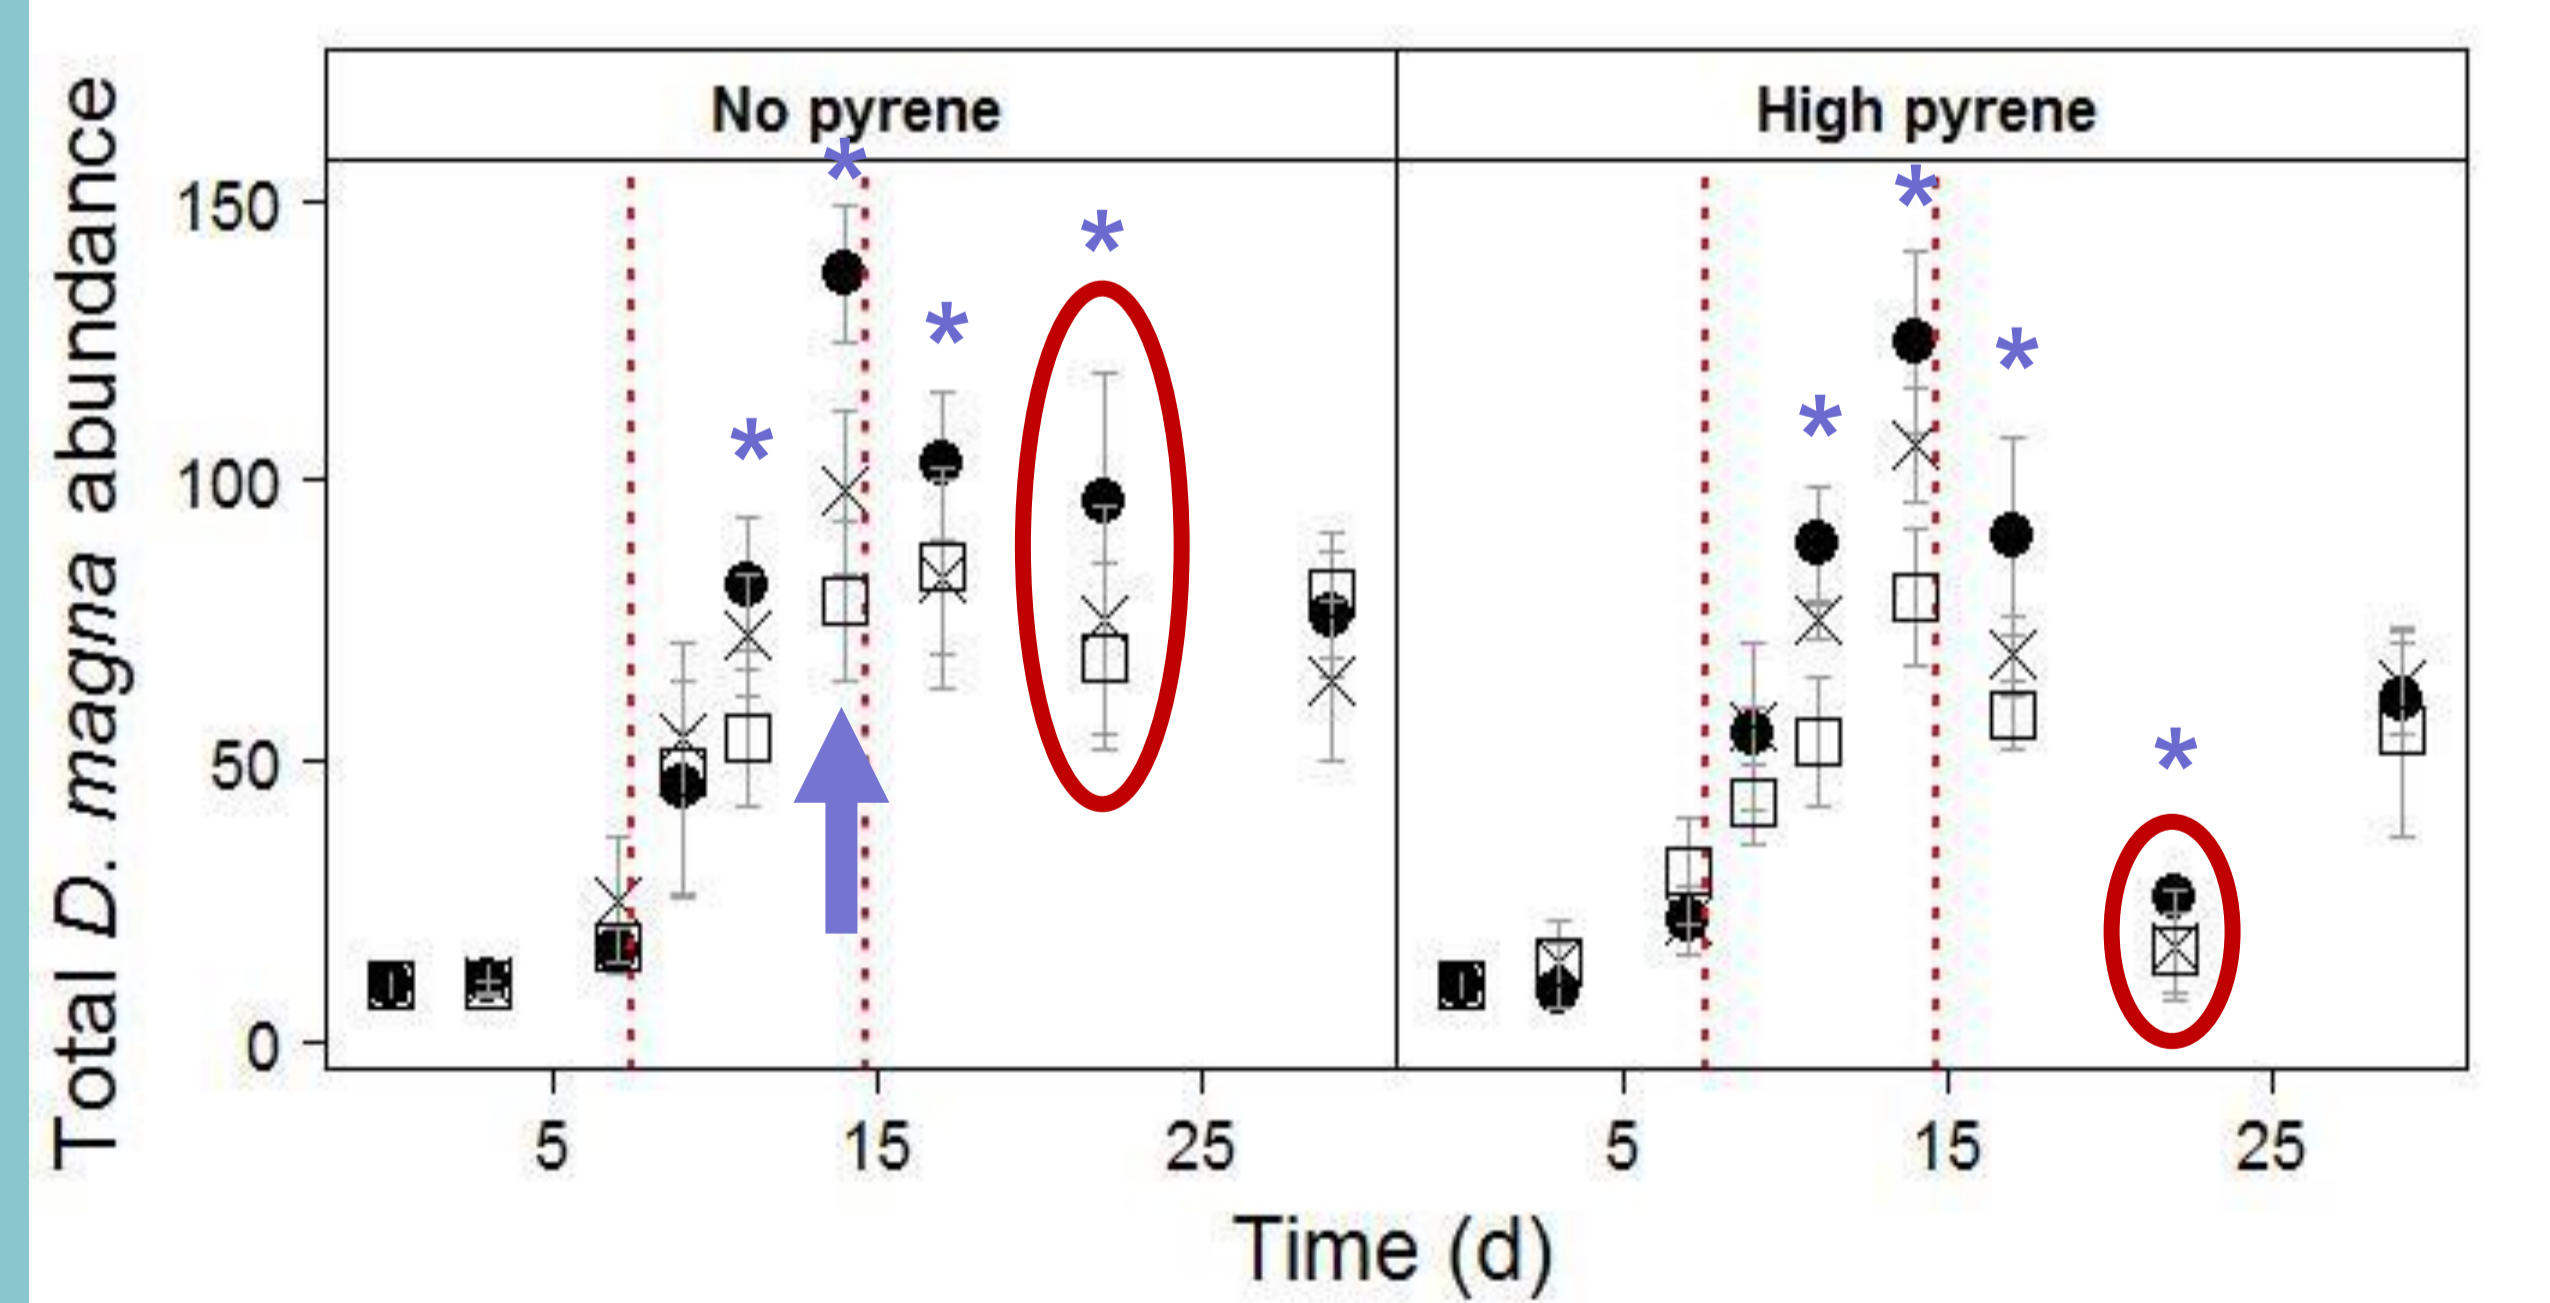 No pyrene
High pyrene
Total D. magna abundance
150
100
50
0
5 15 25 5 15 25
Time (d)